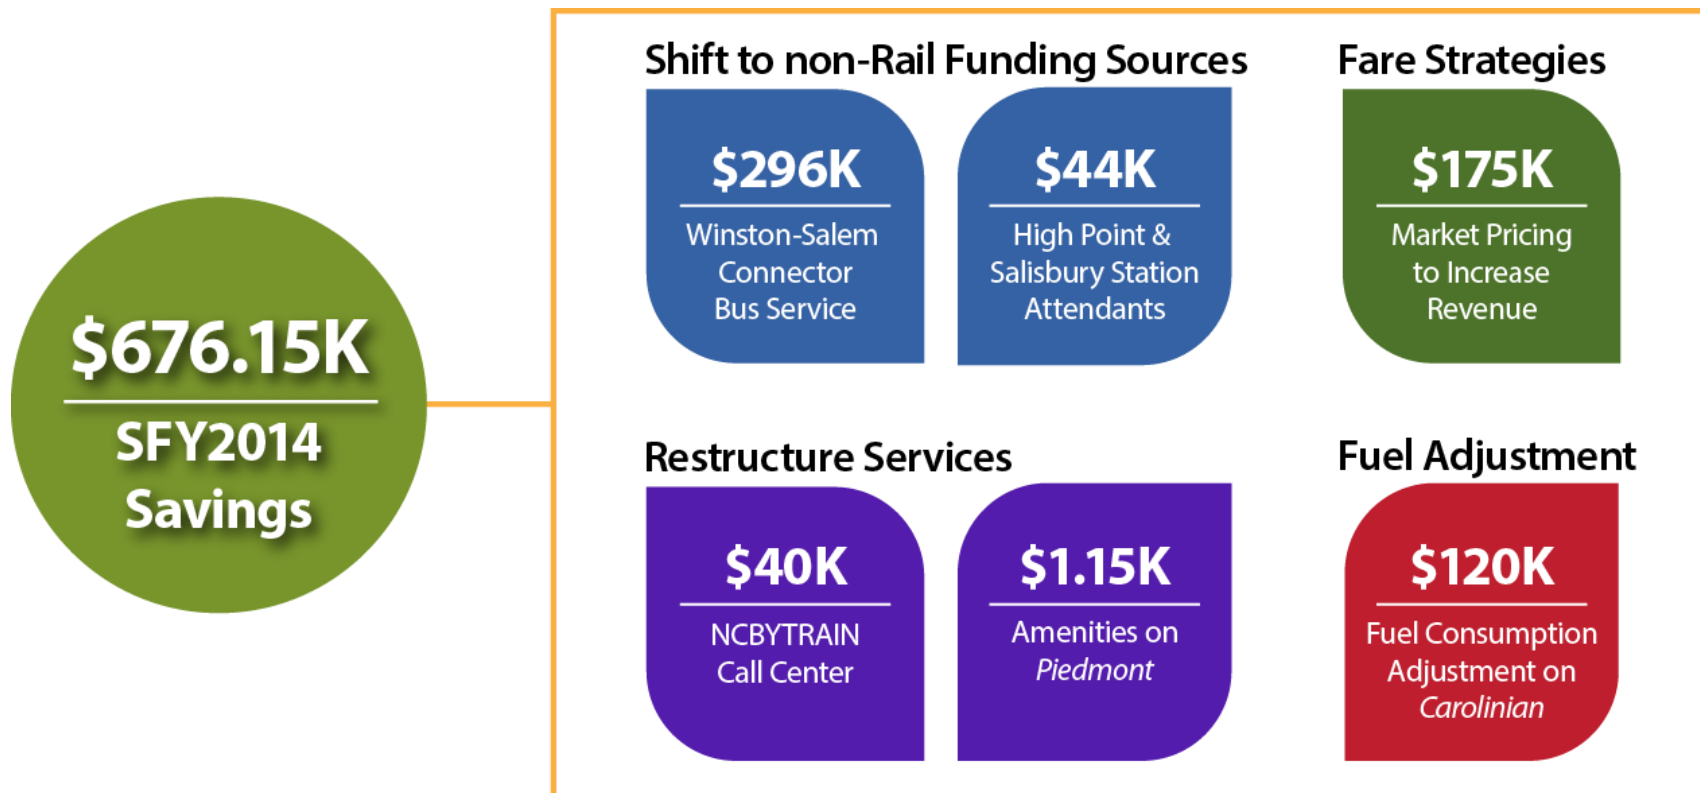 $676.15K
SFY2014
Savings
Shift to non-Rail Funding Sources
$296K
Winston-Salem
Connector
Bus Service
$44K
High Point &
Salisbury Station
Attendants
Fare Strategies
$175K
Market Pricing
to Increase
Revenue
Restructure Services
$40K
NCBYTRAIN
Call Center
$1.15K
Amenities on
Piedmont
Fuel Adjustment
$120K
Fuel Consumption
Adjustment on
Carolinian